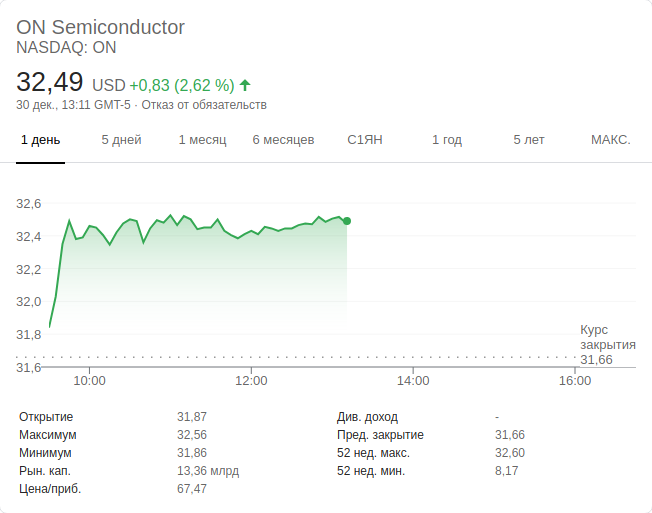 ON Semiconductor
NASDAQ: ON
32,49 USD +0,83 (2,62 %)
30 дек., 13:11 GMT-5 · Отказ от обязательств
1 день 5 дней 1 месяц 6 месяцев С1ЯН 1 год 5 лет МАКС.
32,6
32,4
32,2
32,0
31,8
31,6
Курс
закрытия
31,66
10:00 12:00 14:00 16:00
Открытие 31,87 Див. доход -
Максимум 32,56 Пред. закрытие 31,66
Минимум 31,86 52 нед. макс. 32,60
Рын. кап. 13,36 млрд 52 нед. мин. 8,17
Цена/приб. 67,47